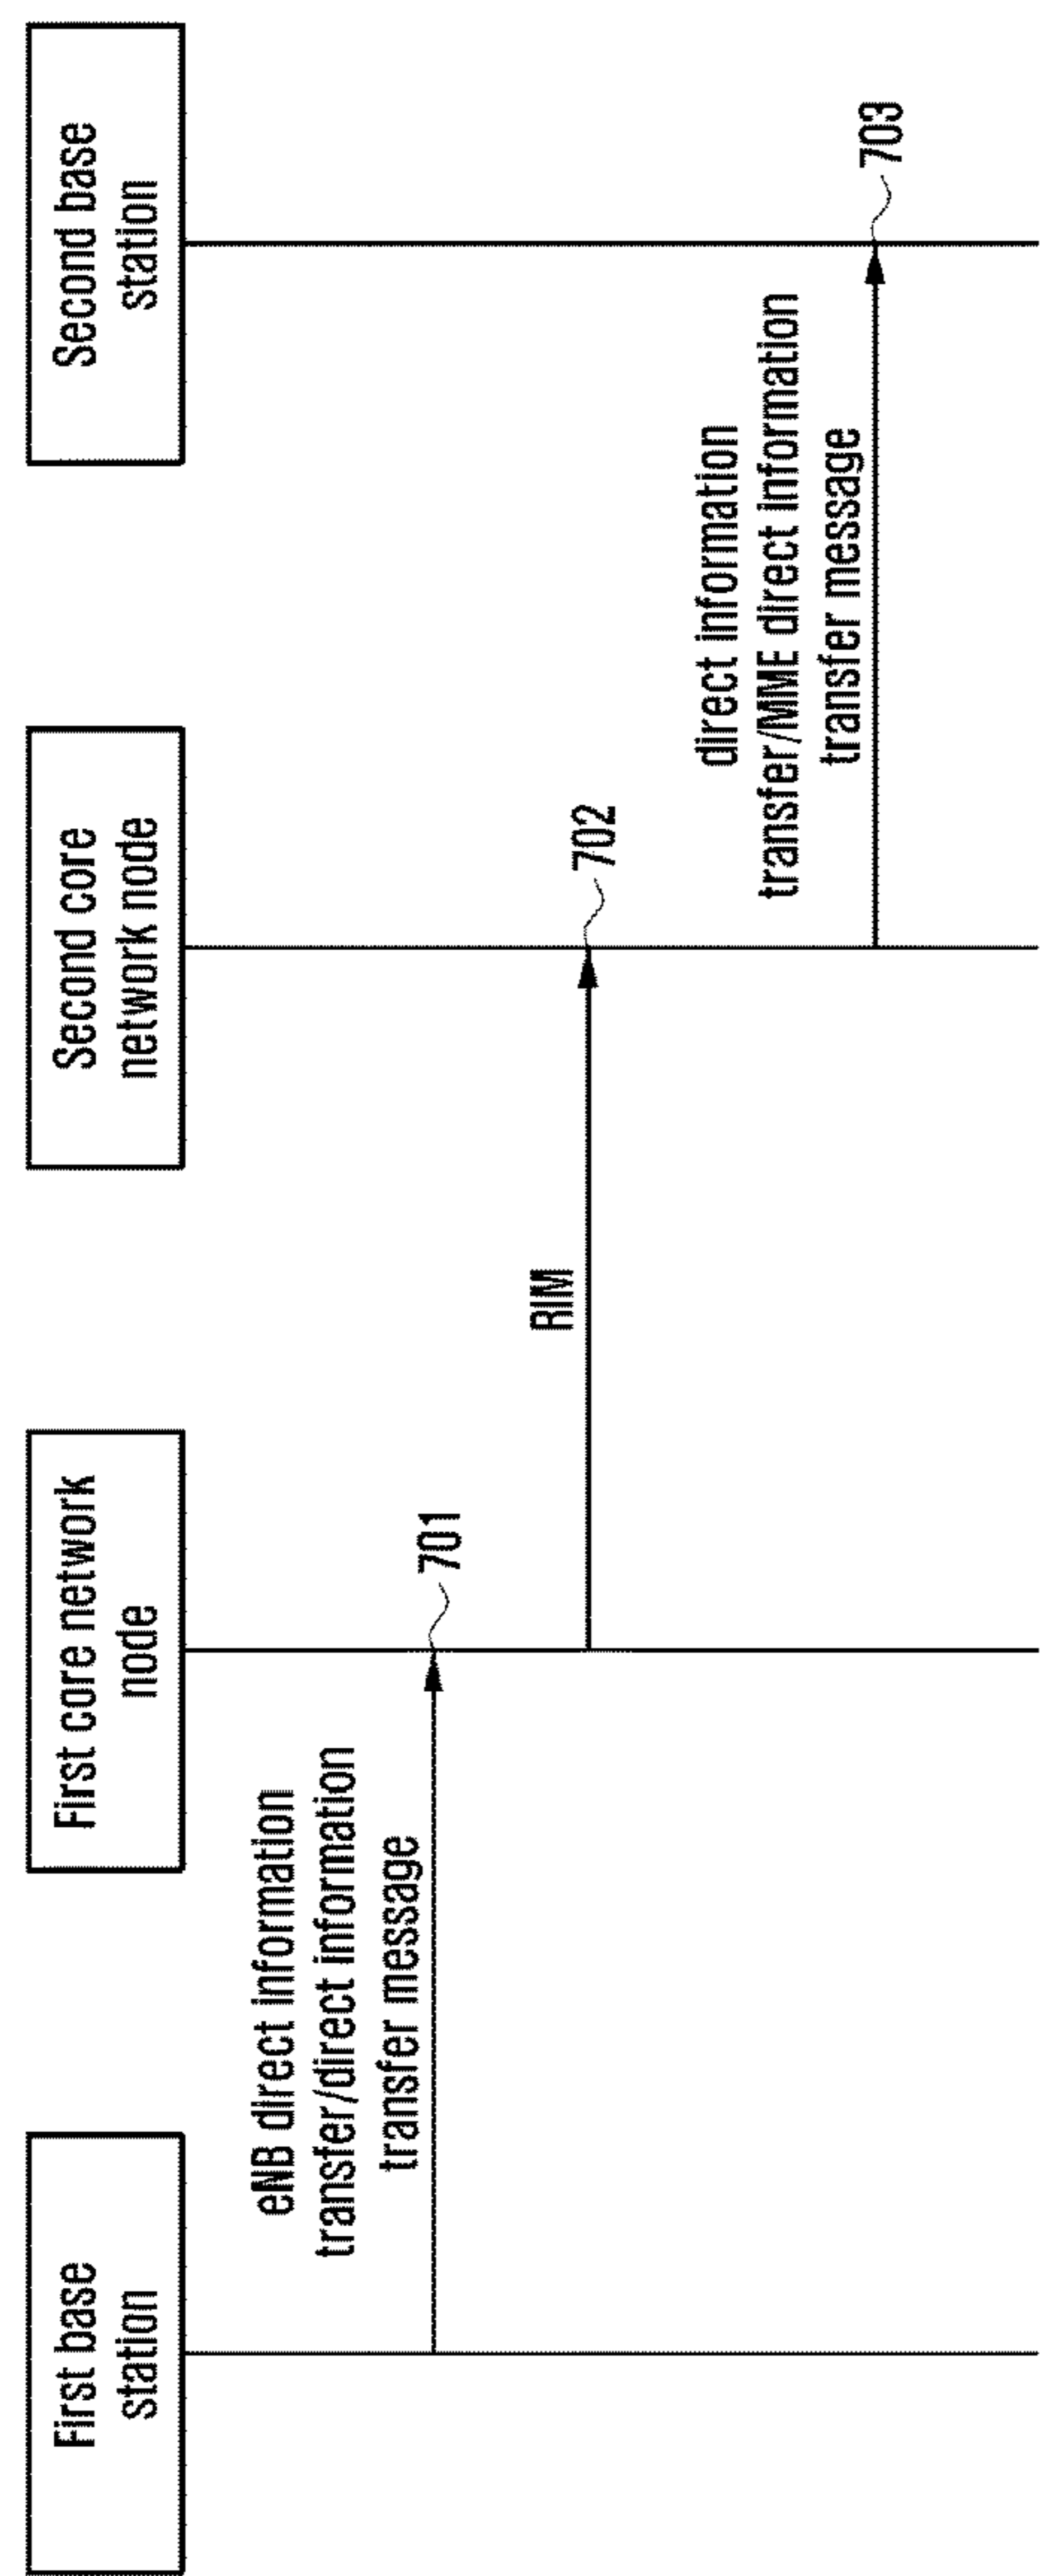 First base
station
First core network
node
Second core
network node
Second base
station
eNB direct information
transfer/direct information
transfer message
701
RIM
702
direct information
transfer/MME direct information
transfer message
703